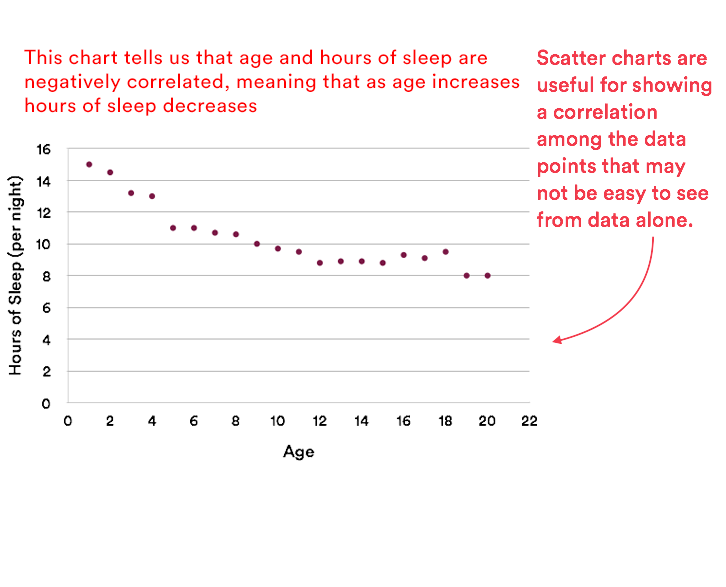 This chart tells us that age and hours of sleep are
negatively correlated, meaning that as age increases
hours of sleep decreases
Scatter charts are
useful for showing
a correlation
among the data
points that may
not be easy to see
from data alone.
Hours of Sleep (per night)
16
14
12
10
8
6
4
2
0
0 2 4 6 8 10 12 14 16 18 20 22
Age